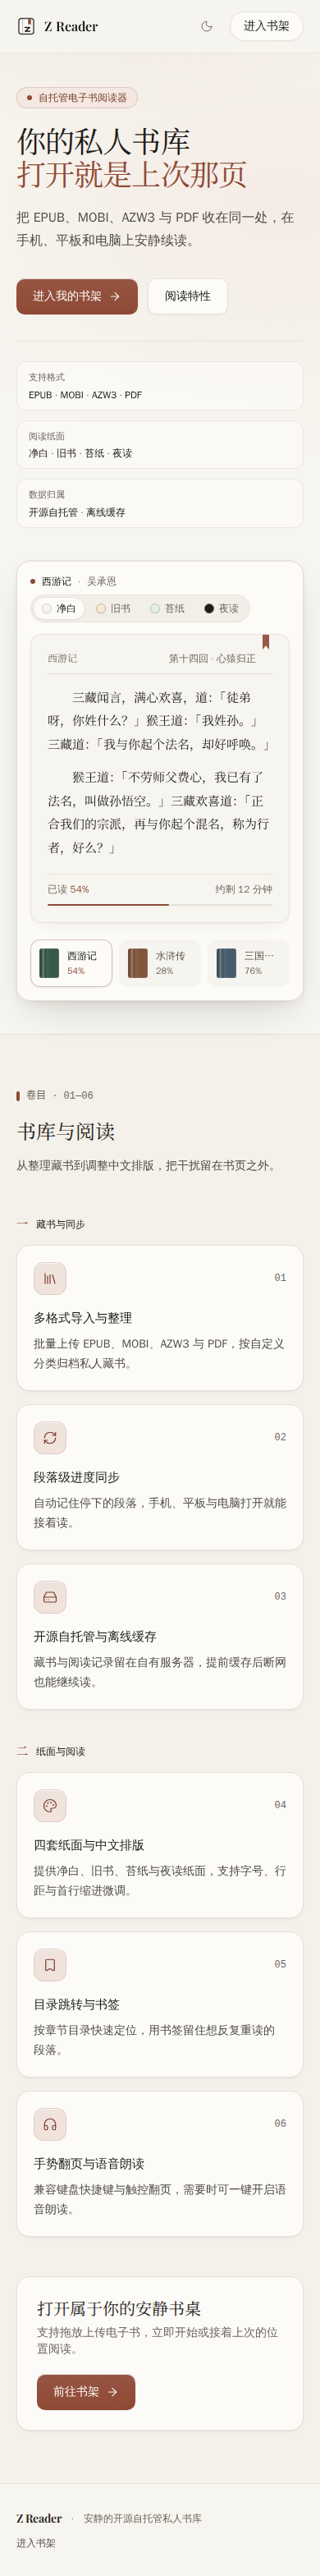 Z Reader
进入书架
自托管电子书阅读器
你的私人书库
打开就是上次那页
把 EPUB、MOBI、AZW3 与 PDF 收在同一处，在
手机、平板和电脑上安静续读。
进入我的书架
阅读特性
支持格式
EPUB · MOBI · AZW3 · PDF
阅读纸面
净白 · 旧书 · 苔纸 · 夜读
数据归属
开源自托管 · 离线缓存
西游记 · 吴承恩
净白 旧书 苔纸 夜读
西游记 第十四回 · 心猿归正
三藏闻言，满心欢喜，道：「徒弟
呀，你姓什么？」猴王道：「我姓孙。」
三藏道：「我与你起个法名，却好呼唤。」
猴王道：「不劳师父费心，我已有了
法名，叫做孙悟空。」三藏欢喜道：「正
合我们的宗派，再与你起个混名，称为行
者，好么？」
已读 54% 约剩 12 分钟
西游记
54%
水浒传
28%
三国…
76%
卷目 · 01—06
书库与阅读
从整理藏书到调整中文排版，把干扰留在书页之外。
一 藏书与同步
01
多格式导入与整理
批量上传 EPUB、MOBI、AZW3 与 PDF，按自定义
分类归档私人藏书。
02
段落级进度同步
自动记住停下的段落，手机、平板与电脑打开就能
接着读。
03
开源自托管与离线缓存
藏书与阅读记录留在自有服务器，提前缓存后断网
也能继续读。
二 纸面与阅读
04
四套纸面与中文排版
提供净白、旧书、苔纸与夜读纸面，支持字号、行
距与首行缩进微调。
05
目录跳转与书签
按章节目录快速定位，用书签留住想反复重读的
段落。
06
手势翻页与语音朗读
兼容键盘快捷键与触控翻页，需要时可一键开启语
音朗读。
打开属于你的安静书桌
支持拖放上传电子书，立即开始或接着上次的位
置阅读。
前往书架
Z Reader · 安静的开源自托管私人书库
进入书架